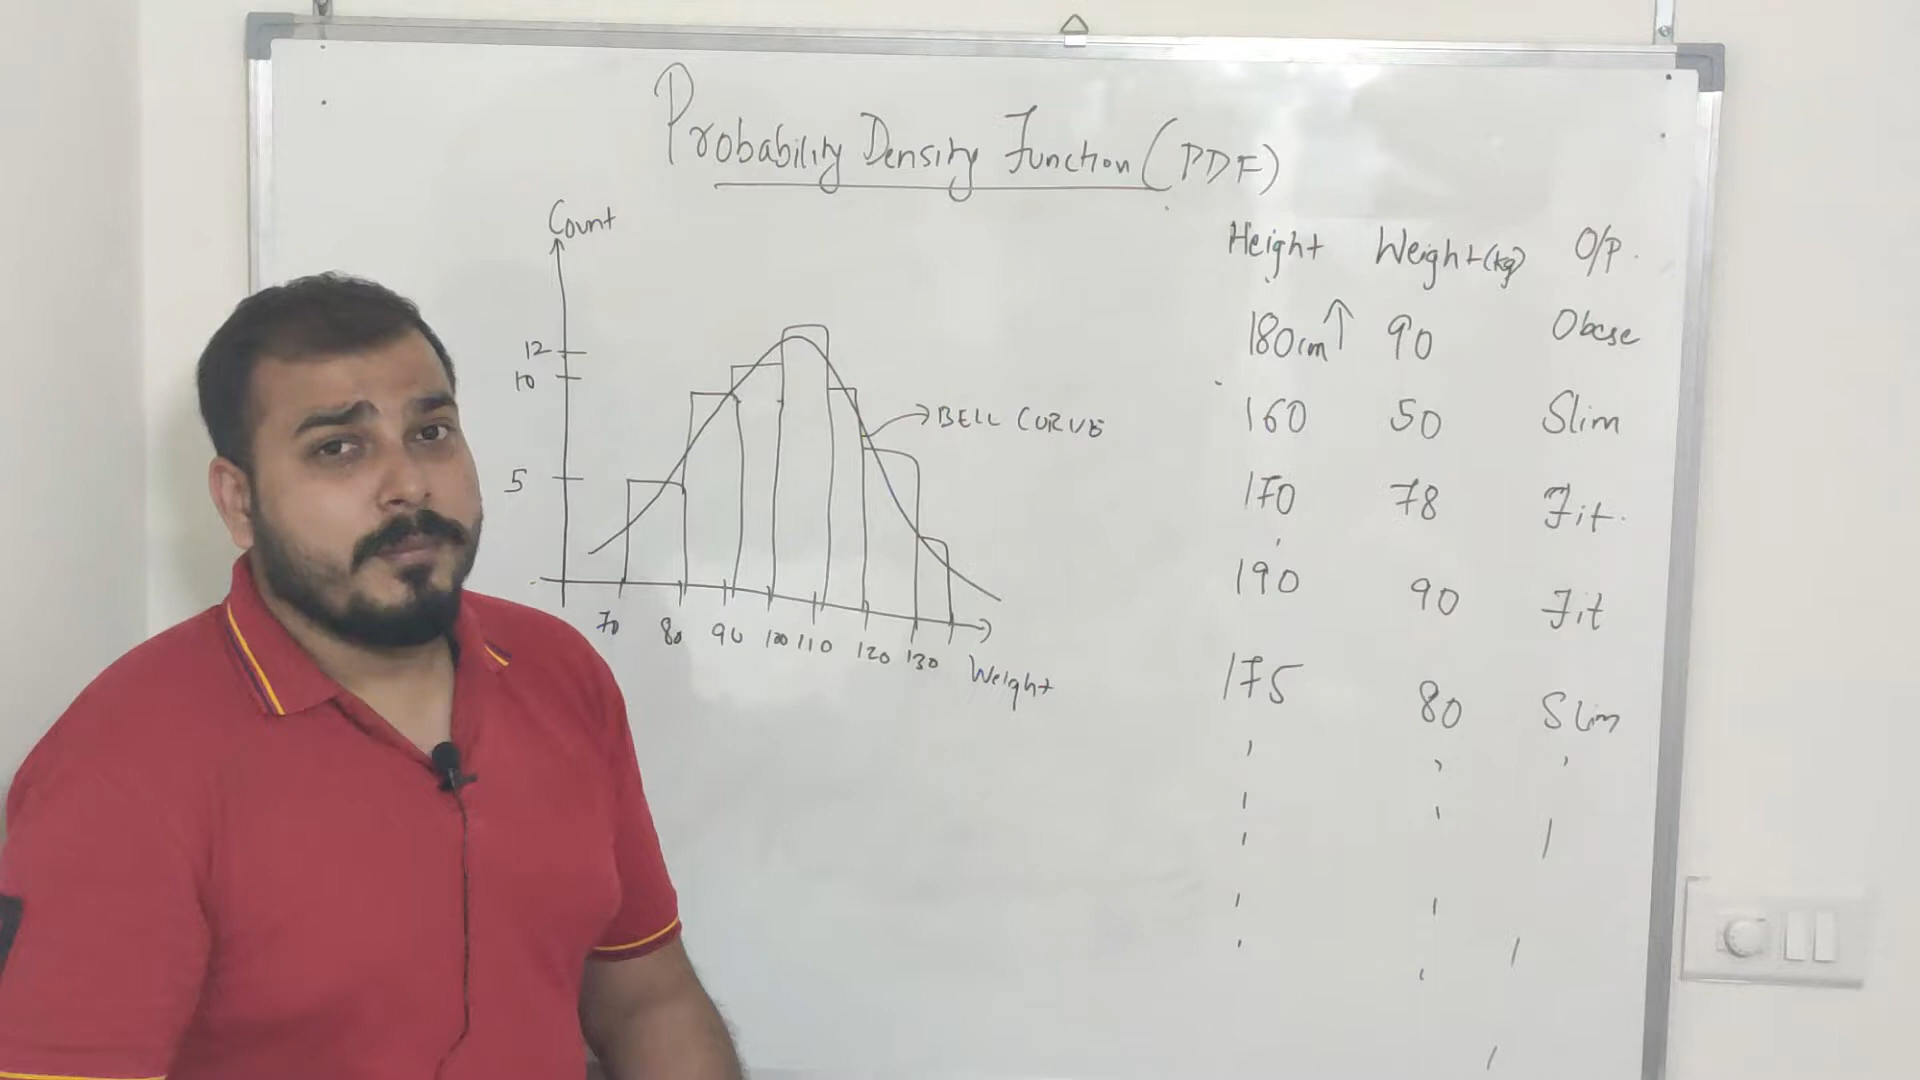 Probability Density Function (PDF)
Count
12
10
5
BELL CURVE
70 80 90 100 110 120 130
Weight
Height Weight(kg) O/P.
180cm 90 Obese
160 50 Slim
170 78 Fit.
190 90 Fit
175 80 Slim